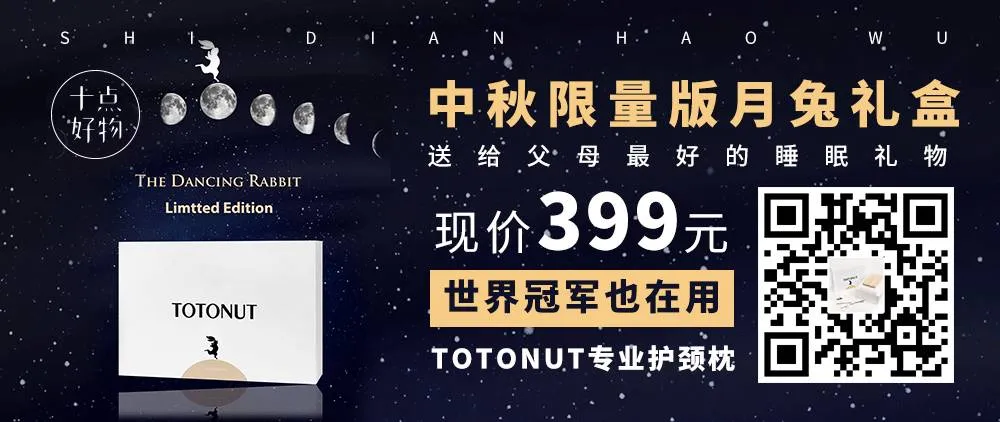 SHI DIAN HAO WU
十点
好物
THE DANCING RABBIT
Limtted Edition
TOTONUT
中秋限量版月兔礼盒
送给父母最好的睡眠礼物
现价399元
世界冠军也在用
TOTONUT专业护颈枕
TOTONUT